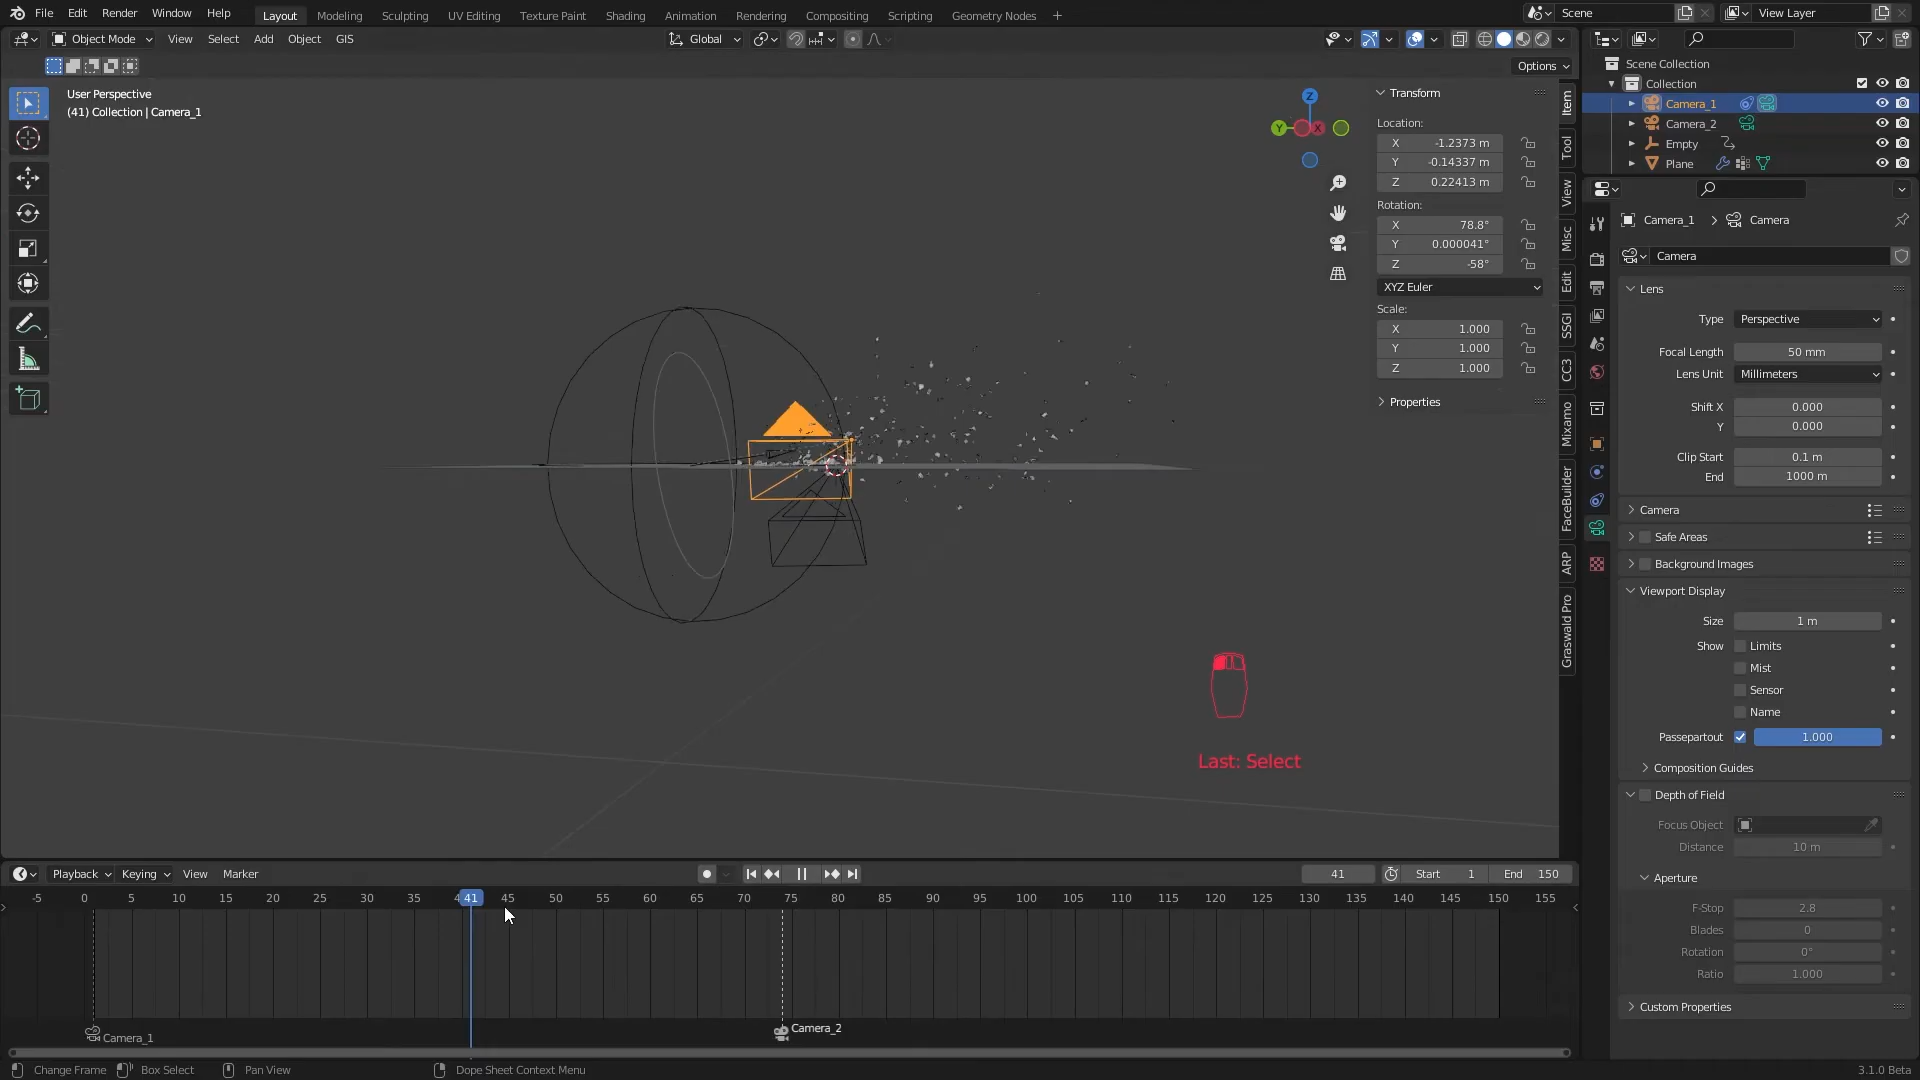 File Edit Render Window Help Layout Modeling Sculpting UV Editing Texture Paint Shading Animation Rendering Compositing Scripting Geometry Nodes + Scene View Layer
Object Mode View Select Add Object GIS Global
Options
User Perspective
(41) Collection | Camera_1
Z
Y
X
Transform
Location:
X -1.2373 m
Y -0.14337 m
Z 0.22413 m
Rotation:
X 78.8°
Y 0.000041°
Z -58°
XYZ Euler
Scale:
X 1.000
Y 1.000
Z 1.000
Properties
Item
Tool
View
Misc
Edit
SSGI
CC3
Mixamo
FaceBuilder
ARP
Graswald Pro
Scene Collection
Collection
Camera_1
Camera_2
Empty
Plane
Camera_1 > Camera
Camera
Lens
Type Perspective
Focal Length 50 mm
Lens Unit Millimeters
Shift X 0.000
Y 0.000
Clip Start 0.1 m
End 1000 m
Camera
Safe Areas
Background Images
Viewport Display
Size 1 m
Show Limits
Mist
Sensor
Name
Passepartout 1.000
Composition Guides
Depth of Field
Focus Object
Distance 10 m
Aperture
F-Stop 2.8
Blades 0
Rotation 0°
Ratio 1.000
Custom Properties
Last: Select
Playback Keying View Marker 41 Start 1 End 150
-5 0 5 10 15 20 25 30 35 4 41 45 50 55 60 65 70 75 80 85 90 95 100 105 110 115 120 125 130 135 140 145 150 155
Camera_1
Camera_2
Change Frame Box Select Pan View Dope Sheet Context Menu 3.1.0 Beta